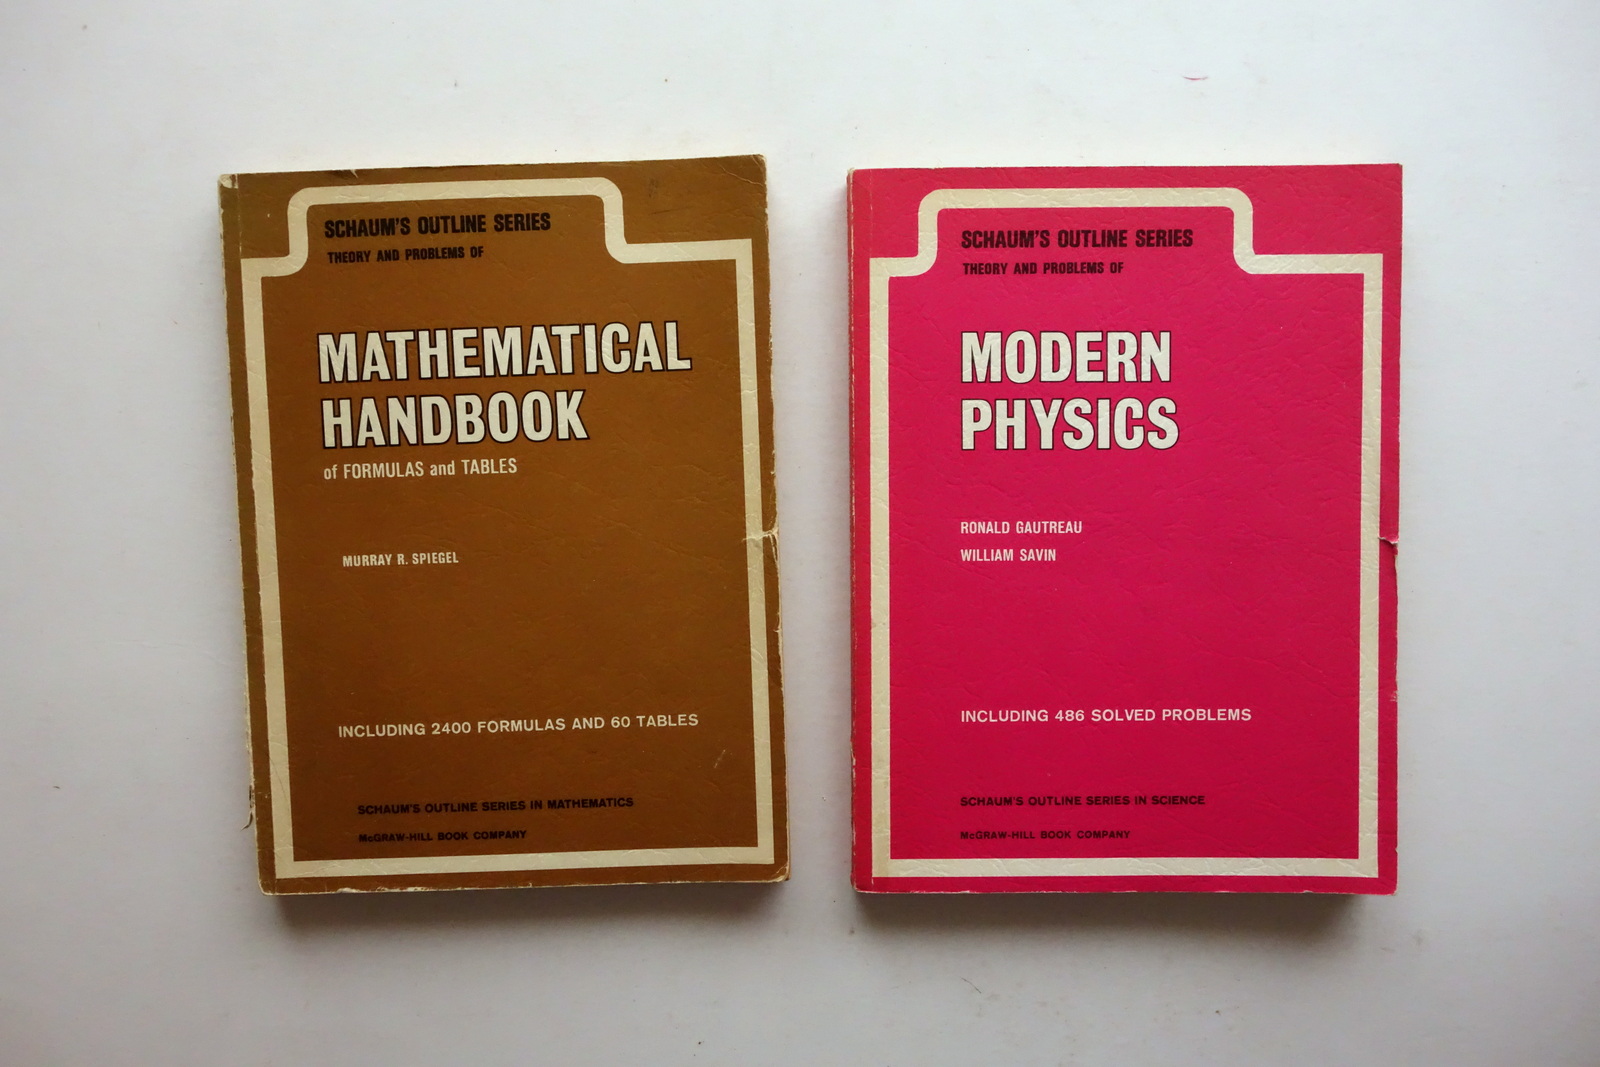 SCHAUM'S OUTLINE SERIES
THEORY AND PROBLEMS OF
MATHEMATICAL
HANDBOOK
of FORMULAS and TABLES
MURRAY R. SPIEGEL
INCLUDING 2400 FORMULAS AND 60 TABLES
SCHAUM'S OUTLINE SERIES IN MATHEMATICS
McGRAW-HILL BOOK COMPANY
SCHAUM'S OUTLINE SERIES
THEORY AND PROBLEMS OF
MODERN
PHYSICS
RONALD GAUTREAU
WILLIAM SAVIN
INCLUDING 486 SOLVED PROBLEMS
SCHAUM'S OUTLINE SERIES IN SCIENCE
McGRAW-HILL BOOK COMPANY